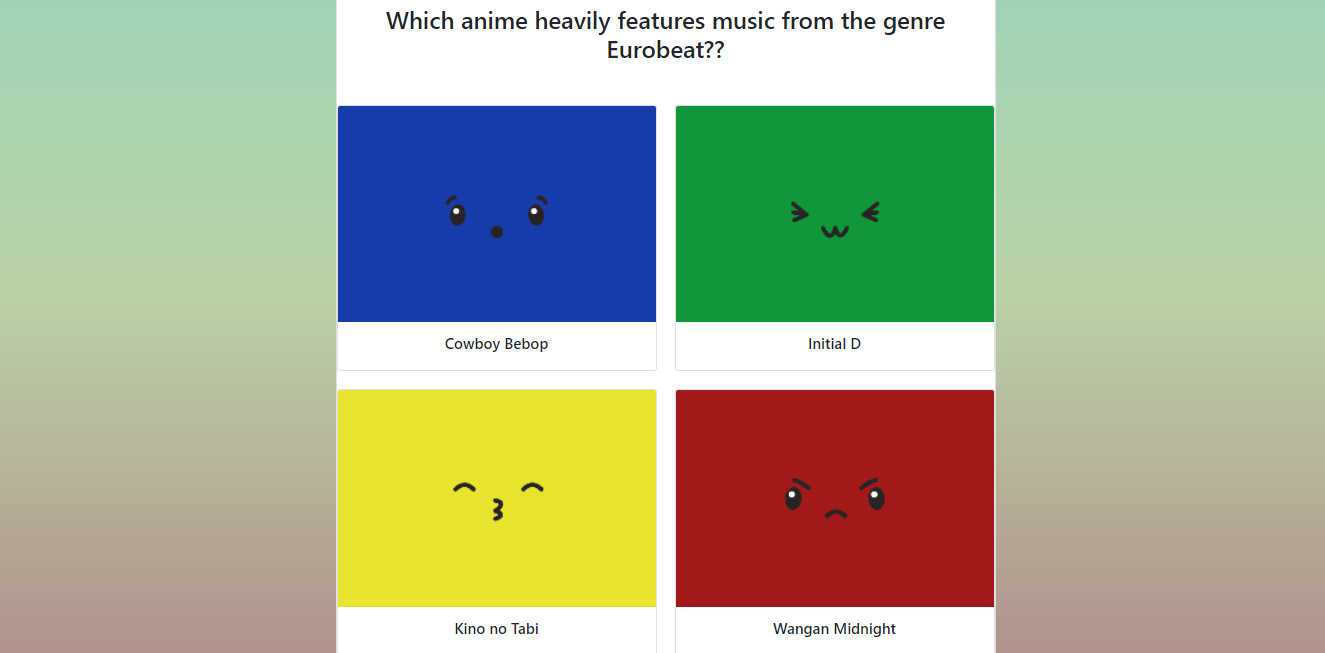 Which anime heavily features music from the genre
Eurobeat??
Cowboy Bebop
Initial D
Kino no Tabi
Wangan Midnight